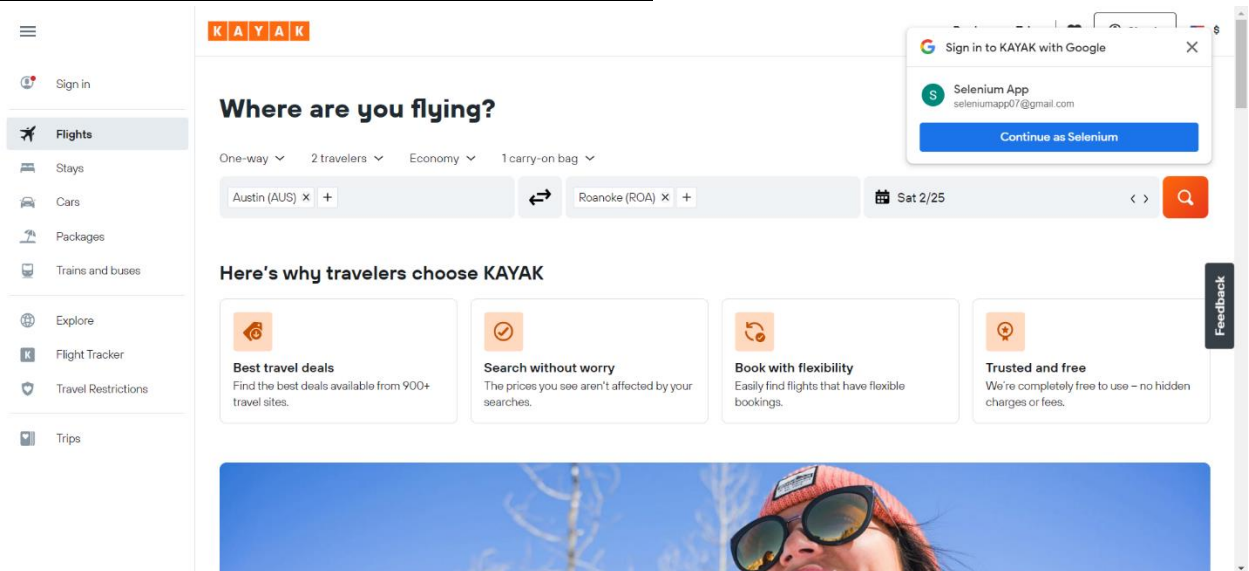 KAYAK
$
Sign in to KAYAK with Google
Selenium App
seleniumapp07@gmail.com
Continue as Selenium
S
Sign in
Flights
Stays
Cars
Packages
Trains and buses
Explore
K
Flight Tracker
Travel Restrictions
Trips
Where are you flying?
One-way 2 travelers Economy 1 carry-on bag
Austin (AUS) × + Roanoke (ROA) × + Sat 2/25
Here's why travelers choose KAYAK
Best travel deals
Find the best deals available from 900+
travel sites.
Search without worry
The prices you see aren't affected by your
searches.
Book with flexibility
Easily find flights that have flexible
bookings.
Trusted and free
We're completely free to use – no hidden
charges or fees.
Feedback